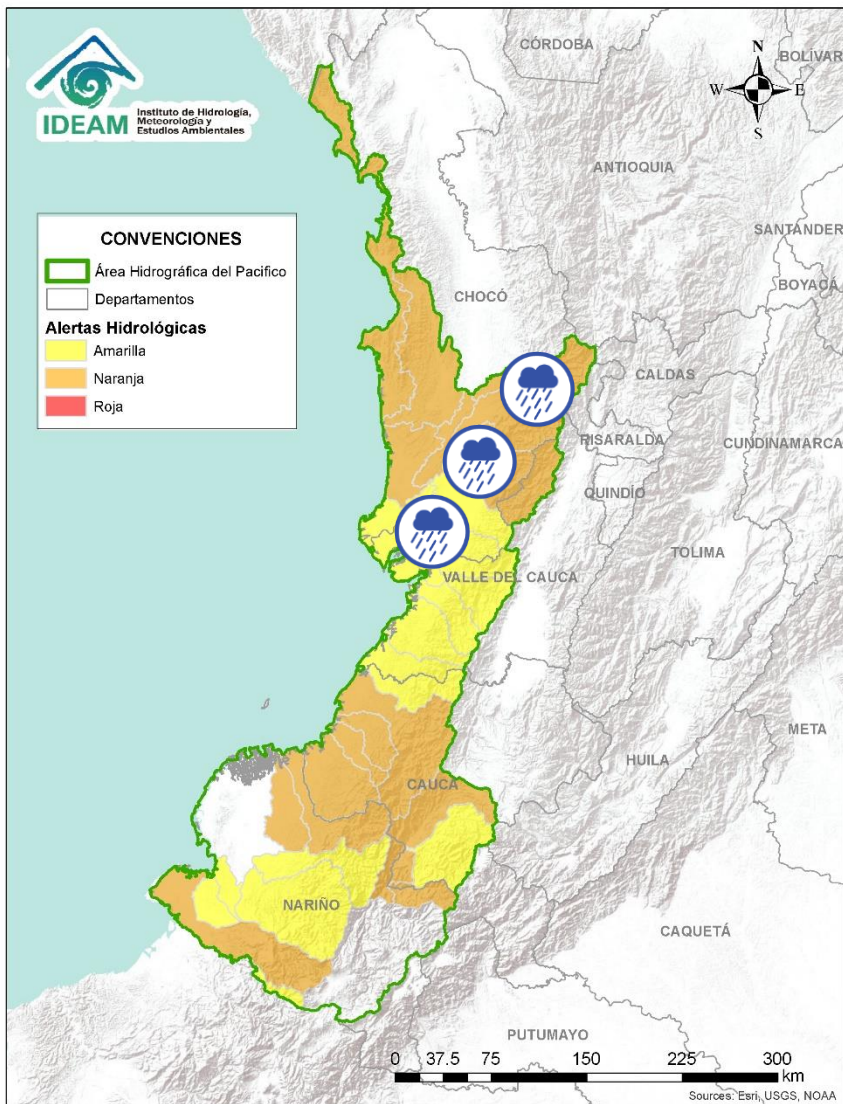 IDEAM
Instituto de Hidrología,
Meteorología y
Estudios Ambientales
N
W E
S
CONVENCIONES
Área Hidrográfica del Pacifico
Departamentos
Alertas Hidrológicas
Amarilla
Naranja
Roja
CÓRDOBA
BOLÍVAR
ANTIOQUIA
SANTANDER
BOYACÁ
CHOCÓ
CALDAS
RISARALDA
CUNDINAMARCA
QUINDÍO
TOLIMA
VALLE DEL CAUCA
META
HUILA
CAUCA
NARIÑO
CAQUETÁ
PUTUMAYO
0 37.5 75 150 225 300
km
Sources: Esri, USGS, NOAA